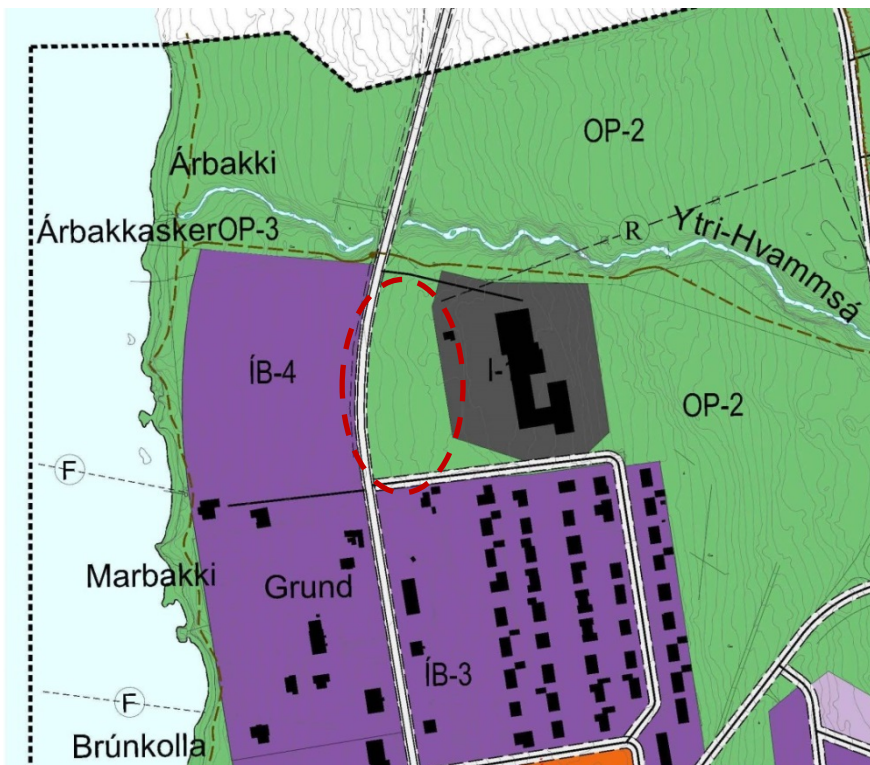 OP-2
Árbakki
ÁrbakkaskerOP-3
R
Ytri-Hvammsá
ÍB-4
OP-2
F
Marbakki
Grund
ÍB-3
F
Brúnkolla